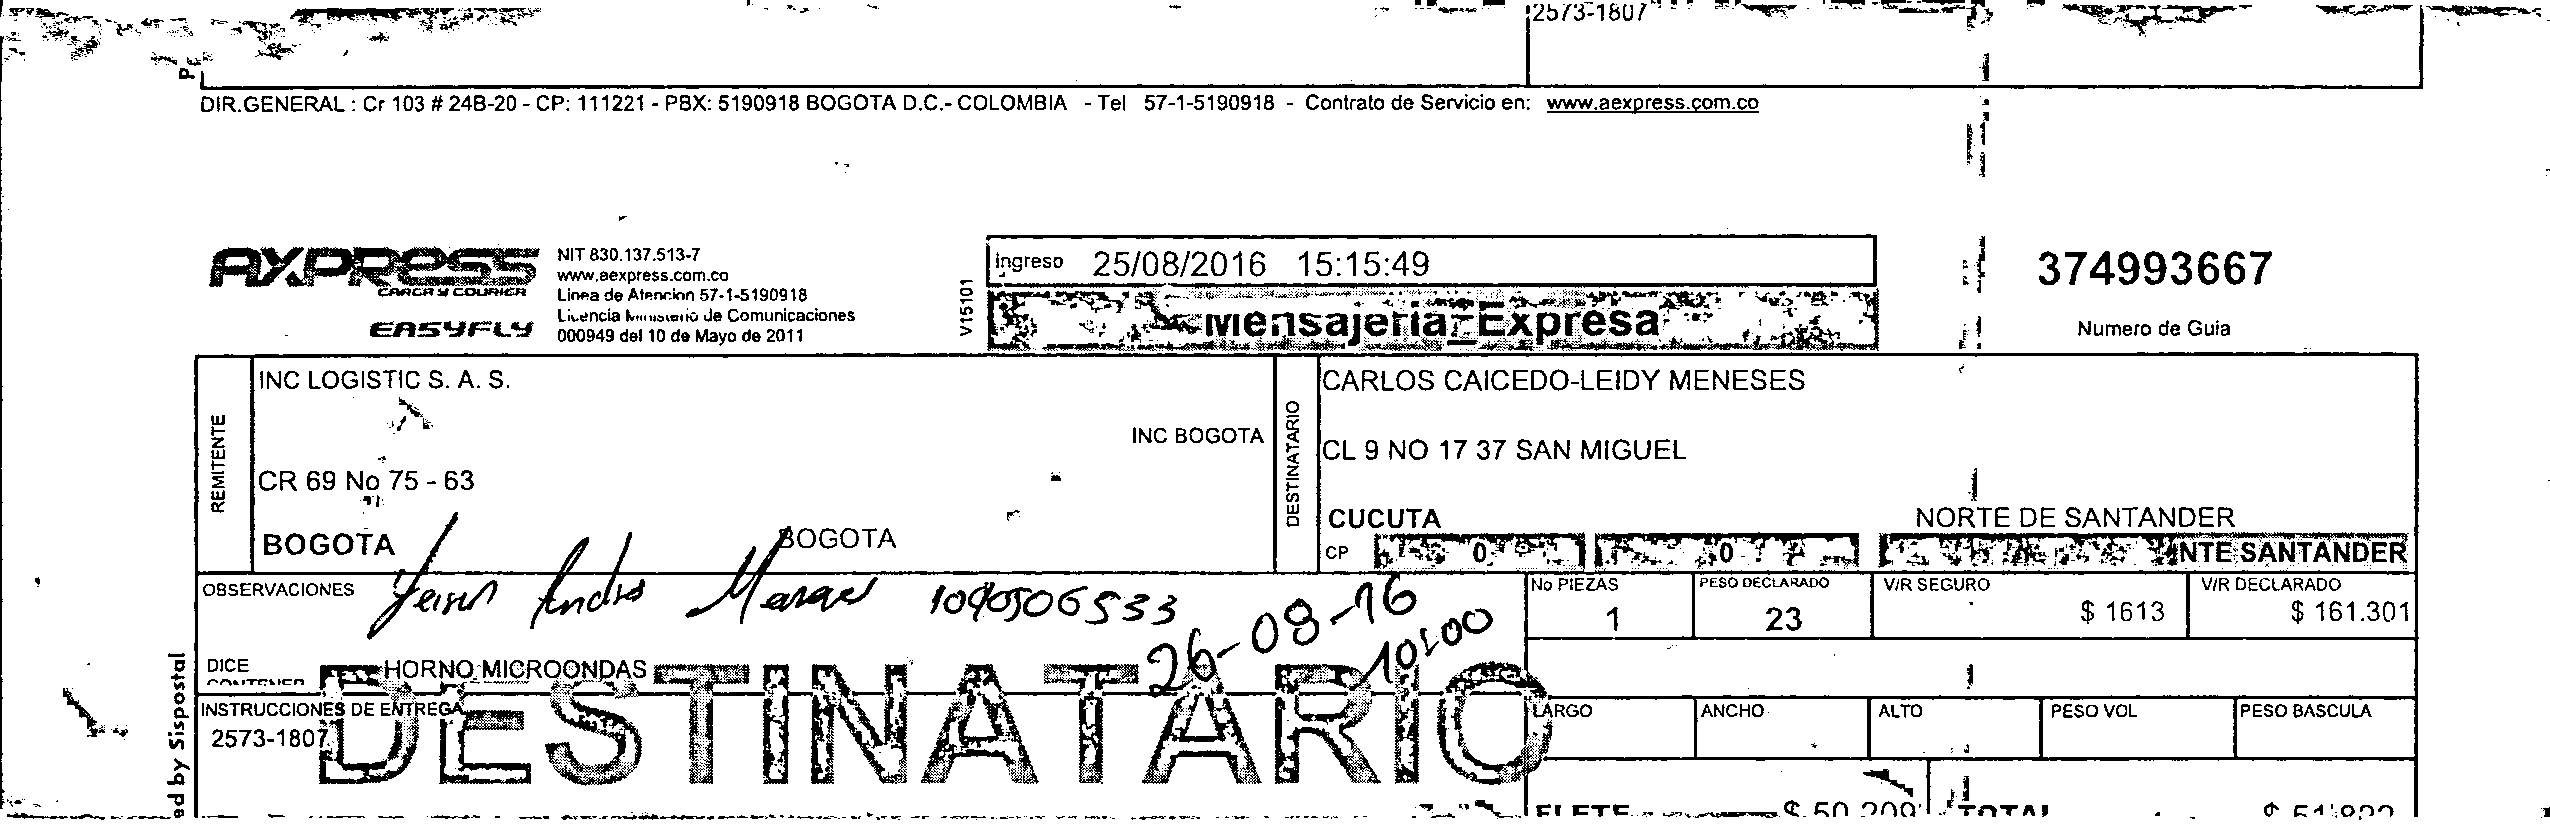 2573-1807
DIR.GENERAL : Cr 103 # 24B-20 - CP: 111221 - PBX: 5190918 BOGOTA D.C.- COLOMBIA - Tel 57-1-5190918 - Contrato de Servicio en: www.aexpress.com.co
AXPRESS
CARGA Y COURIER
EASYFLY
NIT 830.137.513-7
www.aexpress.com.co
Linea de Atencion 57-1-5190918
Licencia Ministerio de Comunicaciones
000949 del 10 de Mayo de 2011
V15101
Ingreso 25/08/2016 15:15:49
Mensajeria Expresa
374993667
Numero de Guia
REMITENTE
INC LOGISTIC S. A. S.
INC BOGOTA
CR 69 No 75 - 63
BOGOTA BOGOTA
DESTINATARIO
CARLOS CAICEDO-LEIDY MENESES
CL 9 NO 17 37 SAN MIGUEL
CUCUTA NORTE DE SANTANDER
CP 0 0 NTE SANTANDER
OBSERVACIONES
1090506533
26-08-16
10:00
No PIEZAS PESO DECLARADO V/R SEGURO V/R DECLARADO
1 23 $ 1613 $ 161.301
DICE CONTENER HORNO MICROONDAS
DESTINATARIO
INSTRUCCIONES DE ENTREGA
2573-1807
LARGO ANCHO ALTO PESO VOL PESO BASCULA
ed by Sispostal
FLETE $ 50.209 TOTAL $ 51.822